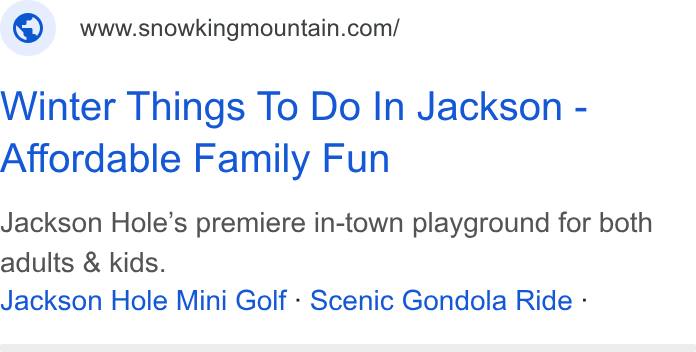 www.snowkingmountain.com/
Winter Things To Do In Jackson -
Affordable Family Fun
Jackson Hole’s premiere in-town playground for both
adults & kids.
Jackson Hole Mini Golf · Scenic Gondola Ride ·